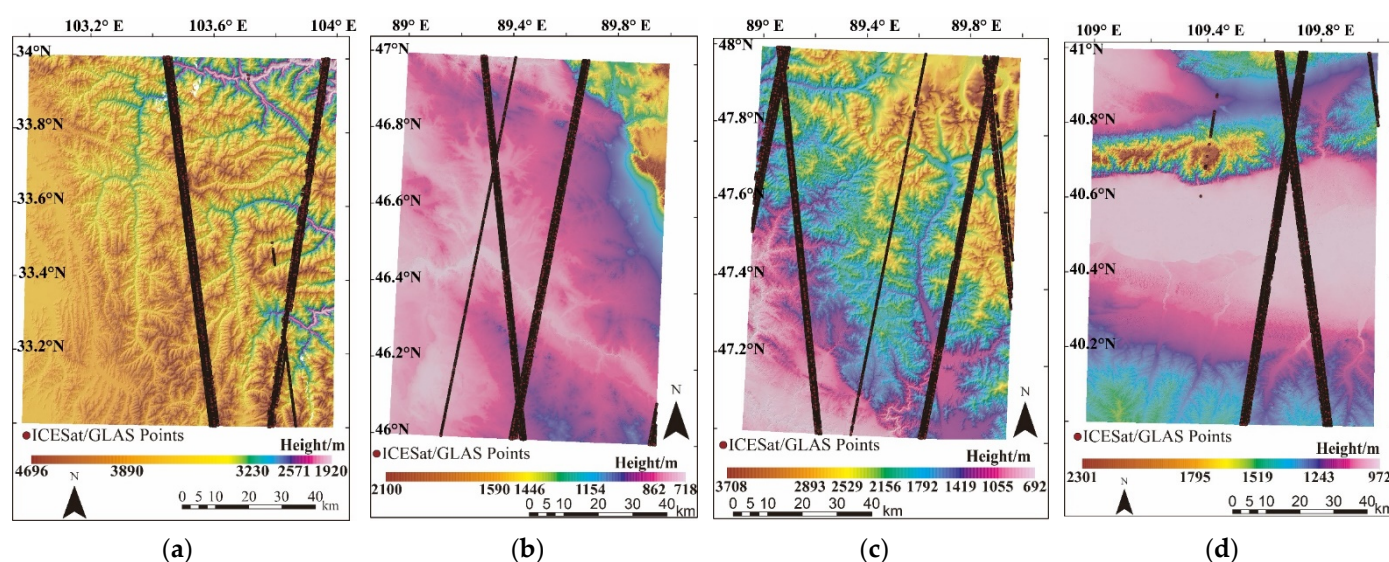 103.2° E 103.6° E 104° E
34°N
33.8°N
33.6°N
33.4°N
33.2°N
ICESat/GLAS Points
Height/m
4696 3890 3230 2571 1920
N
0 5 10 20 30 40
km
(a)
89° E 89.4° E 89.8° E
47°N
46.8°N
46.6°N
46.4°N
46.2°N
46°N
N
ICESat/GLAS Points
Height/m
2100 1590 1446 1154 862 718
0 5 10 20 30 40
km
(b)
89° E 89.4° E 89.8° E
48°N
47.8°N
47.6°N
47.4°N
47.2°N
N
ICESat/GLAS Points
Height/m
3708 2893 2529 2156 1792 1419 1055 692
0 5 10 20 30 40
km
(c)
109° E 109.4° E 109.8° E
41°N
40.8°N
40.6°N
40.4°N
40.2°N
ICESat/GLAS Points
Height/m
2301 1795 1519 1243 972
N
0 5 10 20 30 40
km
(d)